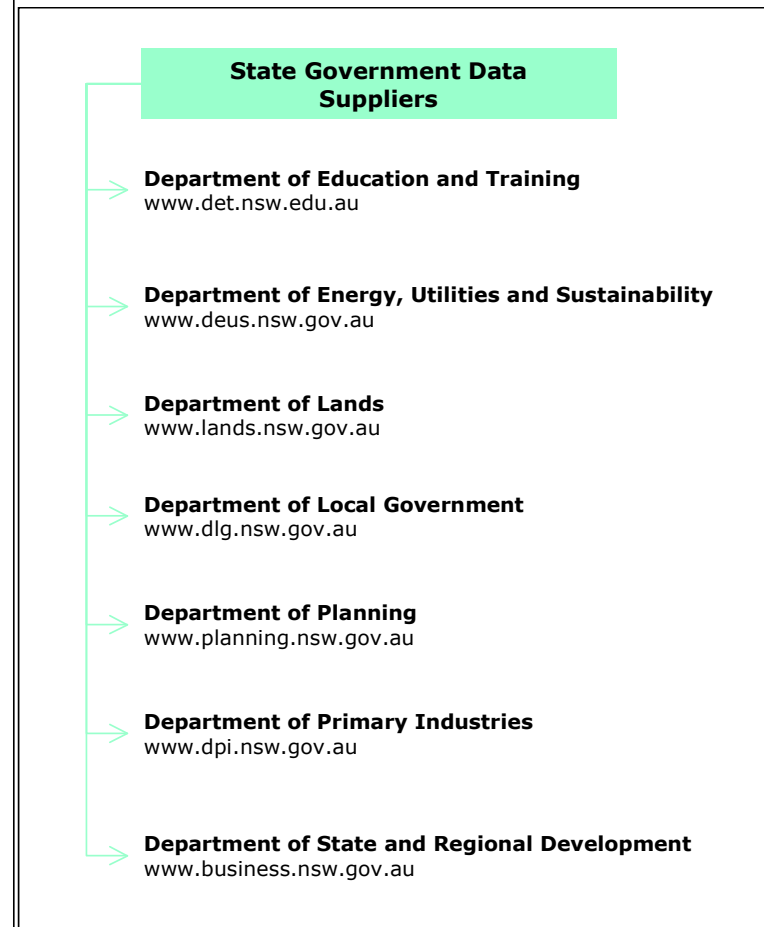 State Government Data
Suppliers
Department of Education and Training
www.det.nsw.edu.au
Department of Energy, Utilities and Sustainability
www.deus.nsw.gov.au
Department of Lands
www.lands.nsw.gov.au
Department of Local Government
www.dlg.nsw.gov.au
Department of Planning
www.planning.nsw.gov.au
Department of Primary Industries
www.dpi.nsw.gov.au
Department of State and Regional Development
www.business.nsw.gov.au